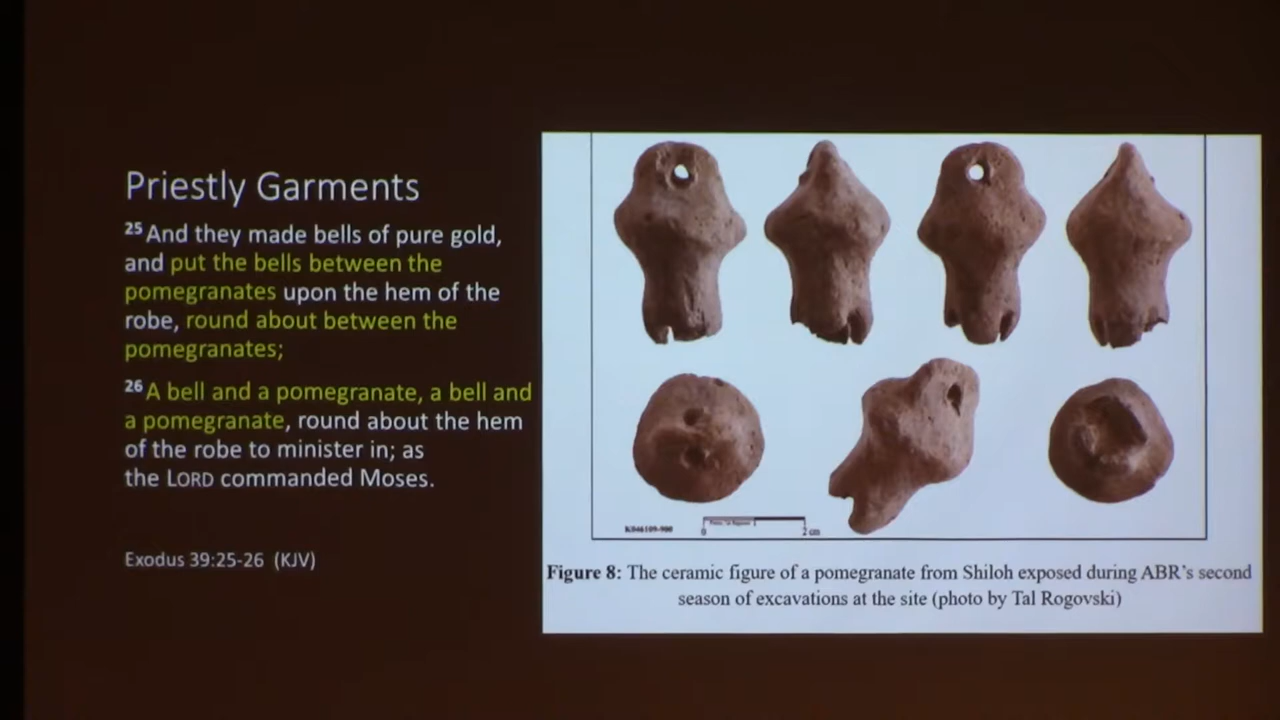 Priestly Garments
25 And they made bells of pure gold,
and put the bells between the
pomegranates upon the hem of the
robe, round about between the
pomegranates;
26 A bell and a pomegranate, a bell and
a pomegranate, round about the hem
of the robe to minister in; as
the LORD commanded Moses.
Exodus 39:25-26 (KJV)
0 2 cm
Figure 8: The ceramic figure of a pomegranate from Shiloh exposed during ABR's second
season of excavations at the site (photo by Tal Rogovski)